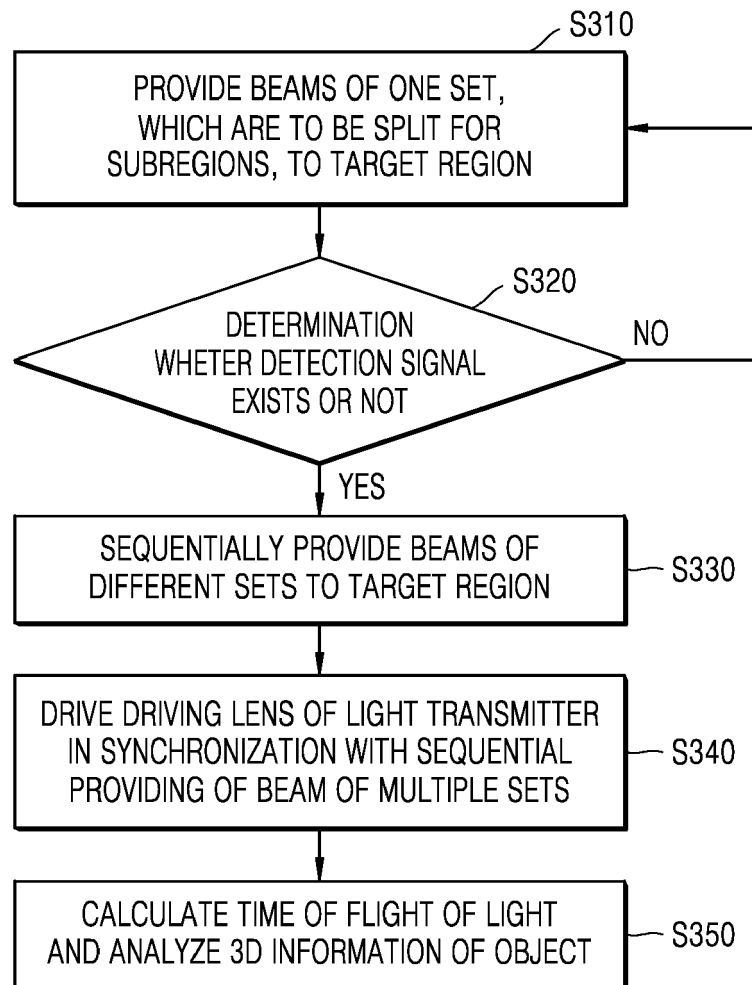 S310
PROVIDE BEAMS OF ONE SET,
WHICH ARE TO BE SPLIT FOR
SUBREGIONS, TO TARGET REGION
S320
DETERMINATION
WHETER DETECTION SIGNAL
EXISTS OR NOT
NO
YES
SEQUENTIALLY PROVIDE BEAMS OF
DIFFERENT SETS TO TARGET REGION
S330
DRIVE DRIVING LENS OF LIGHT TRANSMITTER
IN SYNCHRONIZATION WITH SEQUENTIAL
PROVIDING OF BEAM OF MULTIPLE SETS
S340
CALCULATE TIME OF FLIGHT OF LIGHT
AND ANALYZE 3D INFORMATION OF OBJECT
S350